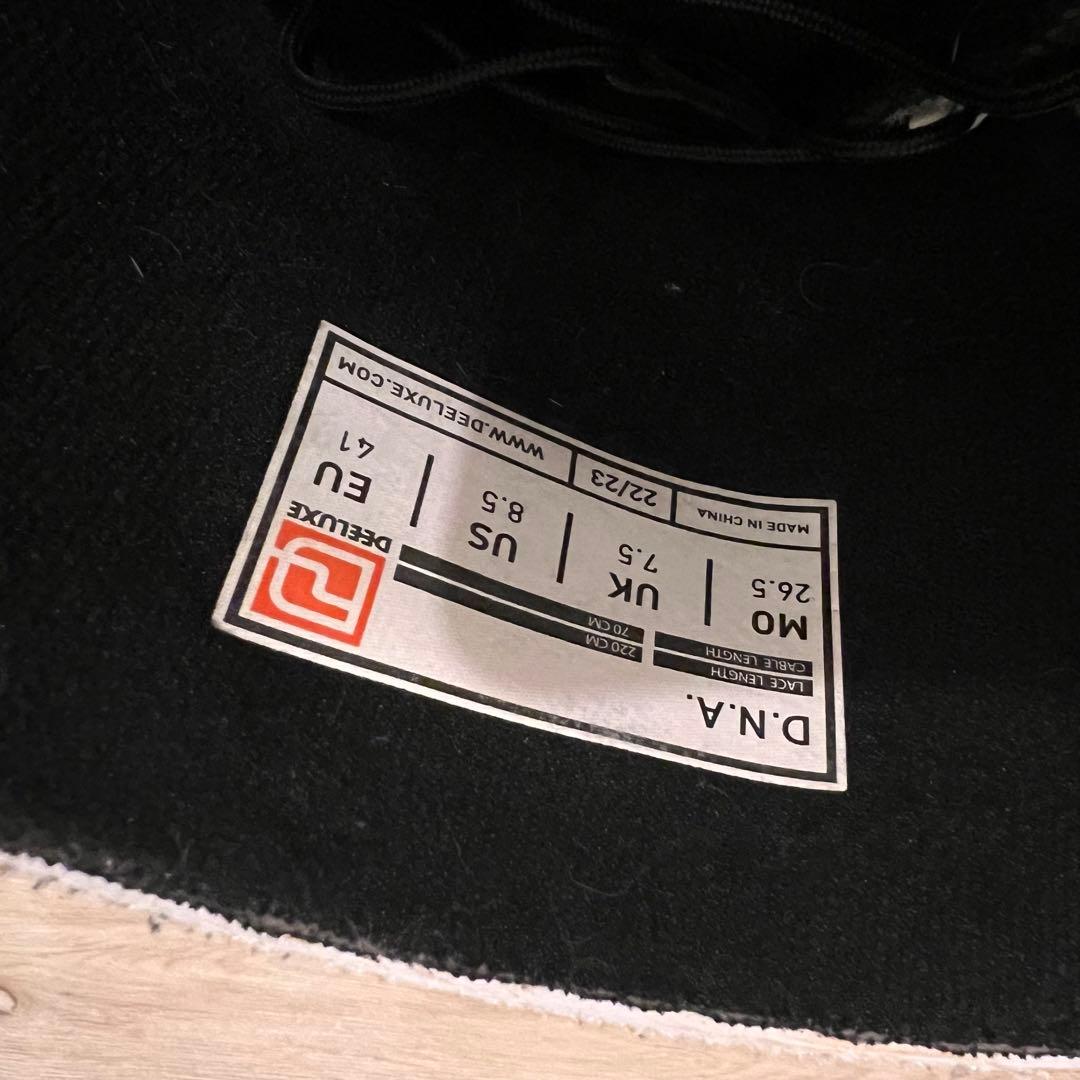 D.N.A.
LACE LENGTH 220 CM
CABLE LENGTH 70 CM
DEELUXE
MO UK US EU
26.5 7.5 8.5 41
MADE IN CHINA 22/23 WWW.DEELUXE.COM